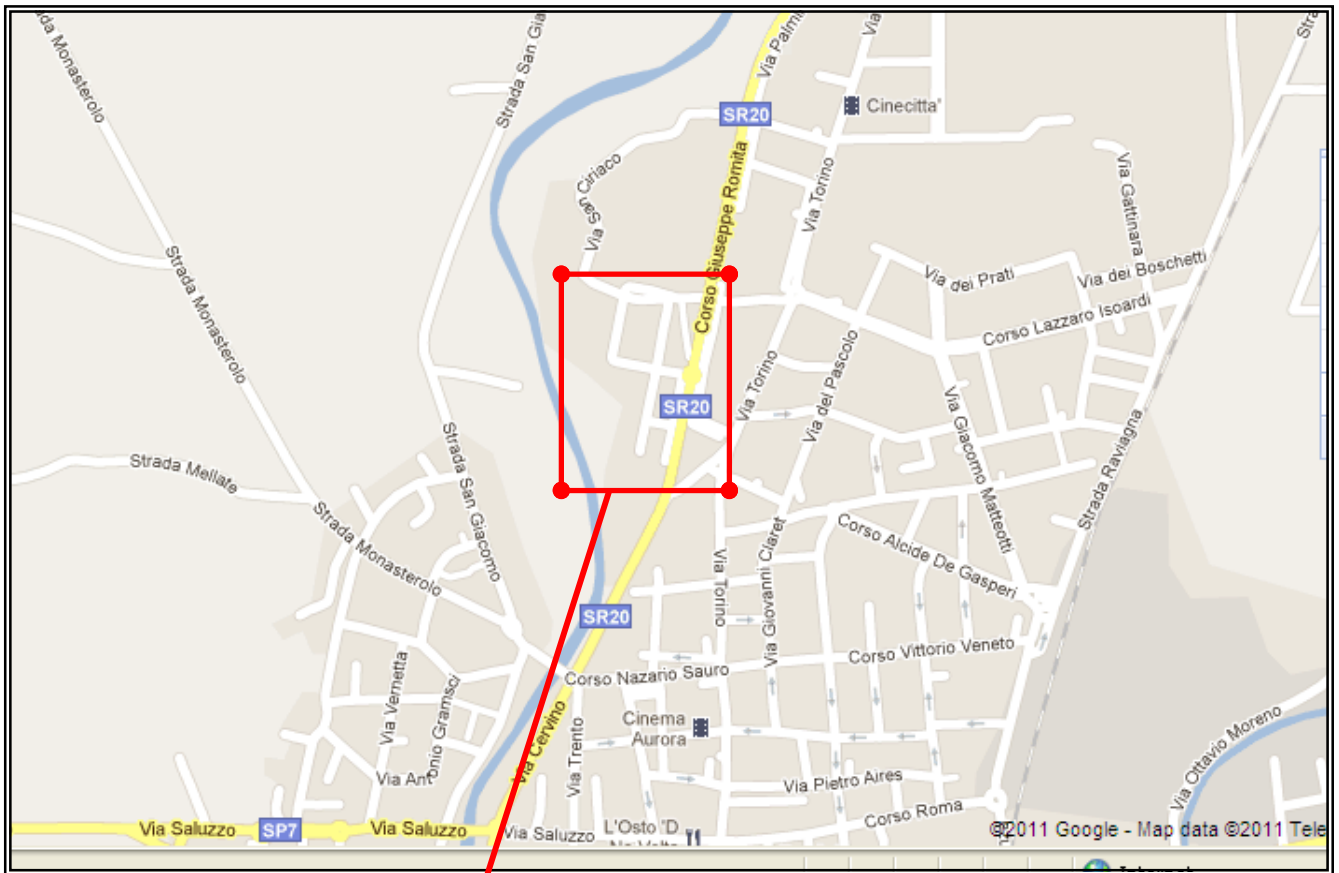 da Monasterolo
Strada San Gia
Via Palm
Via
Stra
SR20
Cinecitta'
Via San Ciriaco
Corso Giuseppe Romita
Via Torino
Via Gattinara
Strada Monasterolo
Via dei Prati
Via dei Boschetti
Corso Lazzaro Isoardi
Via Torino
Via del Pascolo
SR20
Via Giacomo Matteotti
Strada Raviagna
Strada Mellate
Strada San Giacomo
Strada Monasterolo
Corso Alcide De Gasperi
Via Torino
Via Giovanni Claret
SR20
Corso Vittorio Veneto
Corso Nazario Sauro
Via Vernetta
onio Gramsci
Via Ant
Via Cervino
Via Trento
Cinema
Aurora
Via Ottavio Moreno
Via Pietro Aires
Corso Roma
Via Saluzzo
SP7
Via Saluzzo
Via Saluzzo
L'Osto 'D
©2011 Google - Map data ©2011 Tele